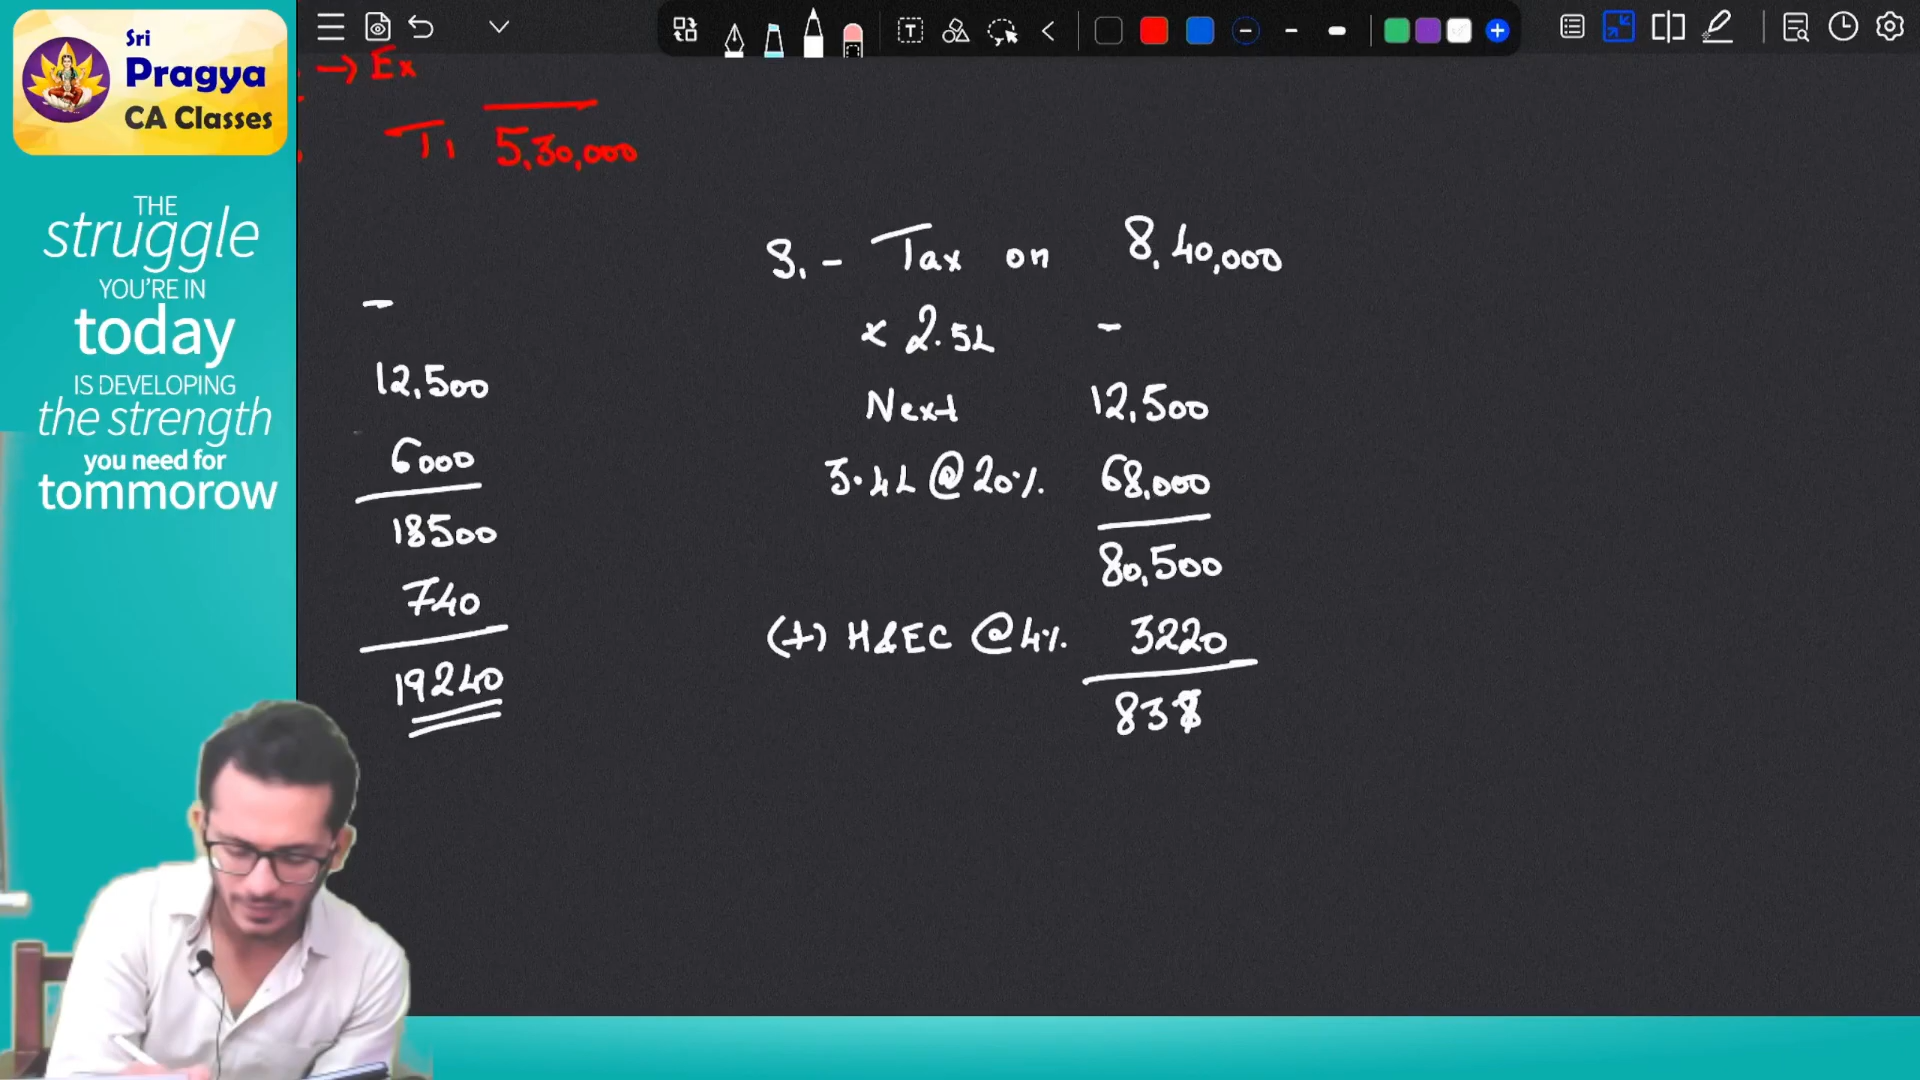 Sri
Pragya
CA Classes
THE
struggle
YOU'RE IN
today
IS DEVELOPING
the strength
you need for
tommorow
→ Ex
TI 5,30,000
-
12,500
6000
18500
740
19240
S. - Tax on 8,40,000
< 2.5L -
Next 12,500
3.4L @ 20% 68,000
80,500
(+) H&EC @ 4% 3220
83